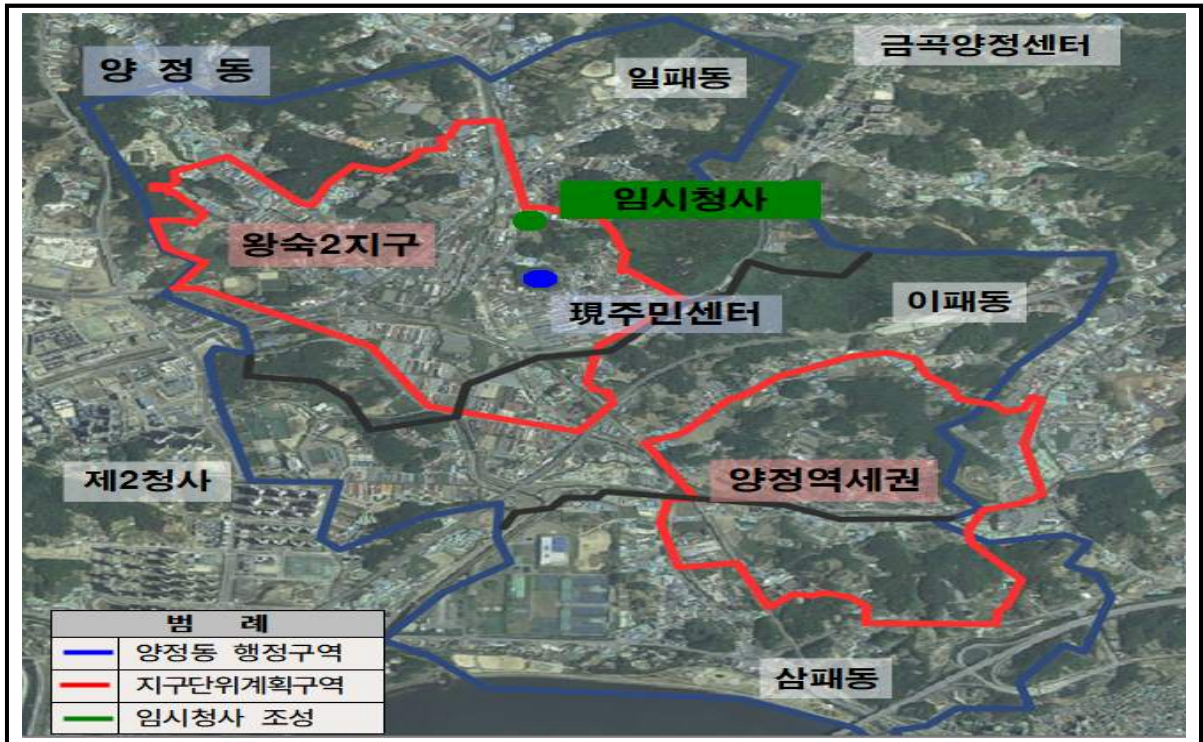 금곡양정센터
양 정 동
일패동
임시청사
왕숙2지구
이패동
現주민센터
제2청사
양정역세권
삼패동
범 례
양정동 행정구역
지구단위계획구역
임시청사 조성